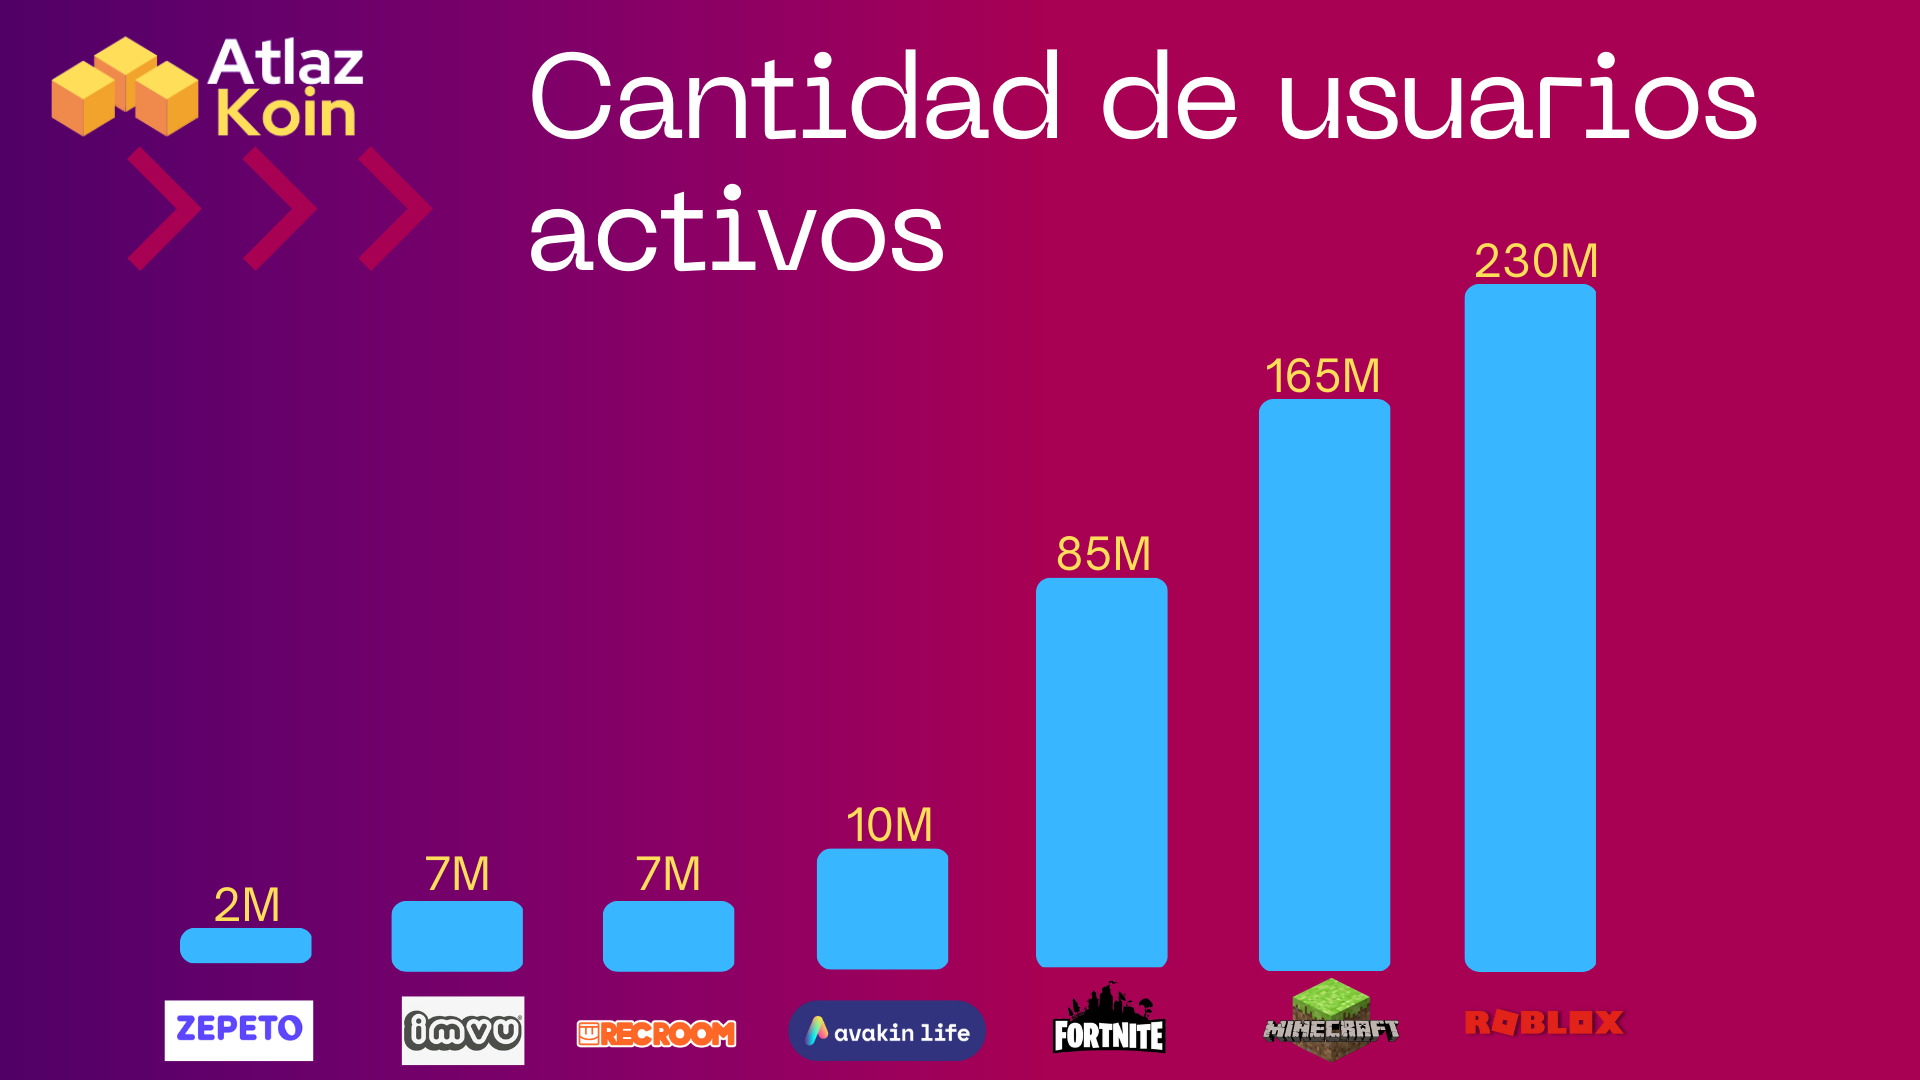 Atlaz
Koin
Cantidad de usuarios
activos
230M
165M
85M
10M
7M
7M
2M
ZEPETO
imvu
RECROOM
avakin life
FORTNITE
MINECRAFT
ROBLOX